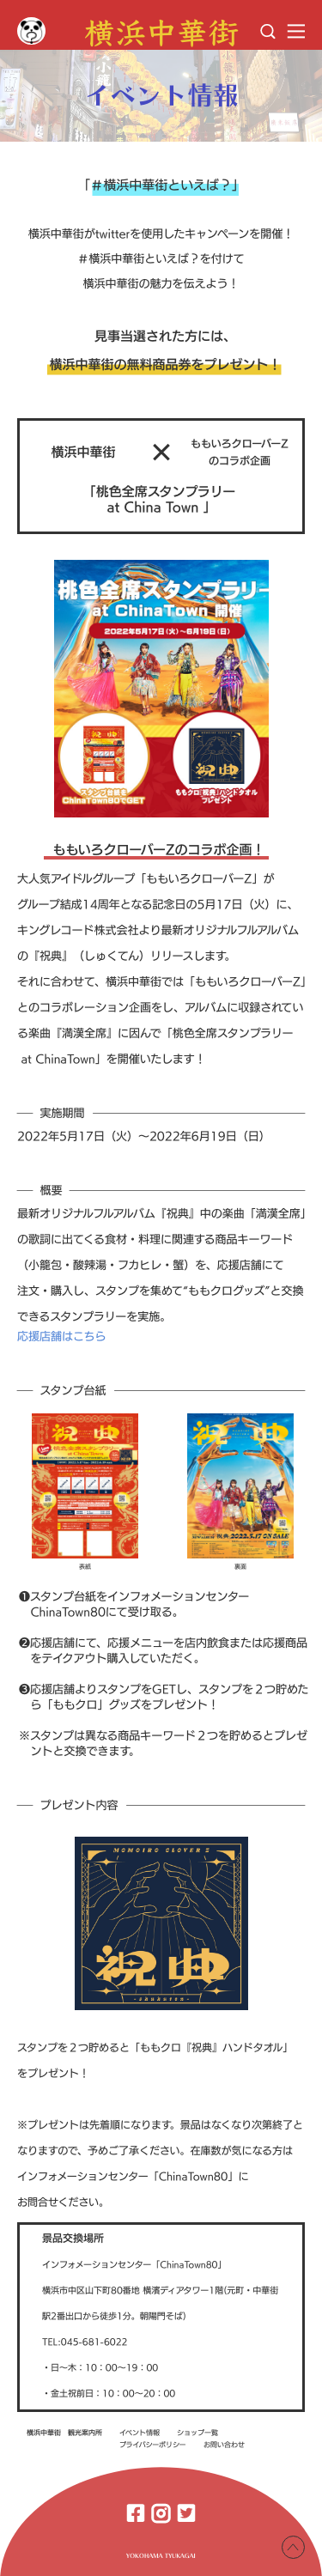 横浜中華街
イベント情報
「＃横浜中華街といえば？」
横浜中華街がtwitterを使用したキャンペーンを開催！
＃横浜中華街といえば？を付けて
横浜中華街の魅力を伝えよう！
見事当選された方には、
横浜中華街の無料商品券をプレゼント！
横浜中華街
×
ももいろクローバーZ
のコラボ企画
「桃色全席スタンプラリー
at China Town 」
桃色全席スタンプラリー
at ChinaTown 開催
2022年5月17日(火)〜6月19日(日)
祝典
スタンプ台紙を
ChinaTown80でGET
ももクロ『祝典』ハンドタオル
プレゼント
ももいろクローバーZのコラボ企画！
大人気アイドルグループ「ももいろクローバーZ」が
グループ結成14周年となる記念日の5月17日（火）に、
キングレコード株式会社より最新オリジナルフルアルバム
の『祝典』（しゅくてん）リリースします。
それに合わせて、横浜中華街では「ももいろクローバーZ」
とのコラボレーション企画をし、アルバムに収録されてい
る楽曲『満漢全席』に因んで「桃色全席スタンプラリー
at ChinaTown」を開催いたします！
実施期間
2022年5月17日（火）〜2022年6月19日（日）
概要
最新オリジナルフルアルバム『祝典』中の楽曲「満漢全席」
の歌詞に出てくる食材・料理に関連する商品キーワード
（小籠包・酸辣湯・フカヒレ・蟹）を、応援店舗にて
注文・購入し、スタンプを集めて“ももクログッズ”と交換
できるスタンプラリーを実施。
応援店舗はこちら
スタンプ台紙
祝典
桃色全席スタンプラリー
at ChinaTown
祝典
祝典
2022.5.17 ON SALE
表紙
裏面
❶スタンプ台紙をインフォメーションセンター
ChinaTown80にて受け取る。
❷応援店舗にて、応援メニューを店内飲食または応援商品
をテイクアウト購入していただく。
❸応援店舗よりスタンプをGETし、スタンプを２つ貯めた
ら「ももクロ」グッズをプレゼント！
※スタンプは異なる商品キーワード２つを貯めるとプレゼ
ントと交換できます。
プレゼント内容
MOMOIRO CLOVER Z
祝典
-syukuten-
スタンプを２つ貯めると「ももクロ『祝典』ハンドタオル」
をプレゼント！
※プレゼントは先着順になります。景品はなくなり次第終了と
なりますので、予めご了承ください。在庫数が気になる方は
インフォメーションセンター「ChinaTown80」に
お問合せください。
景品交換場所
インフォメーションセンター「ChinaTown80」
横浜市中区山下町80番地 横濱ディアタワー1階(元町・中華街
駅2番出口から徒歩1分。朝陽門そば)
TEL:045-681-6022
・日〜木：10：00〜19：00
・金土祝前日：10：00〜20：00
横浜中華街　観光案内所
イベント情報
ショップ一覧
プライバシーポリシー
お問い合わせ
YOKOHAMA TYUKAGAI